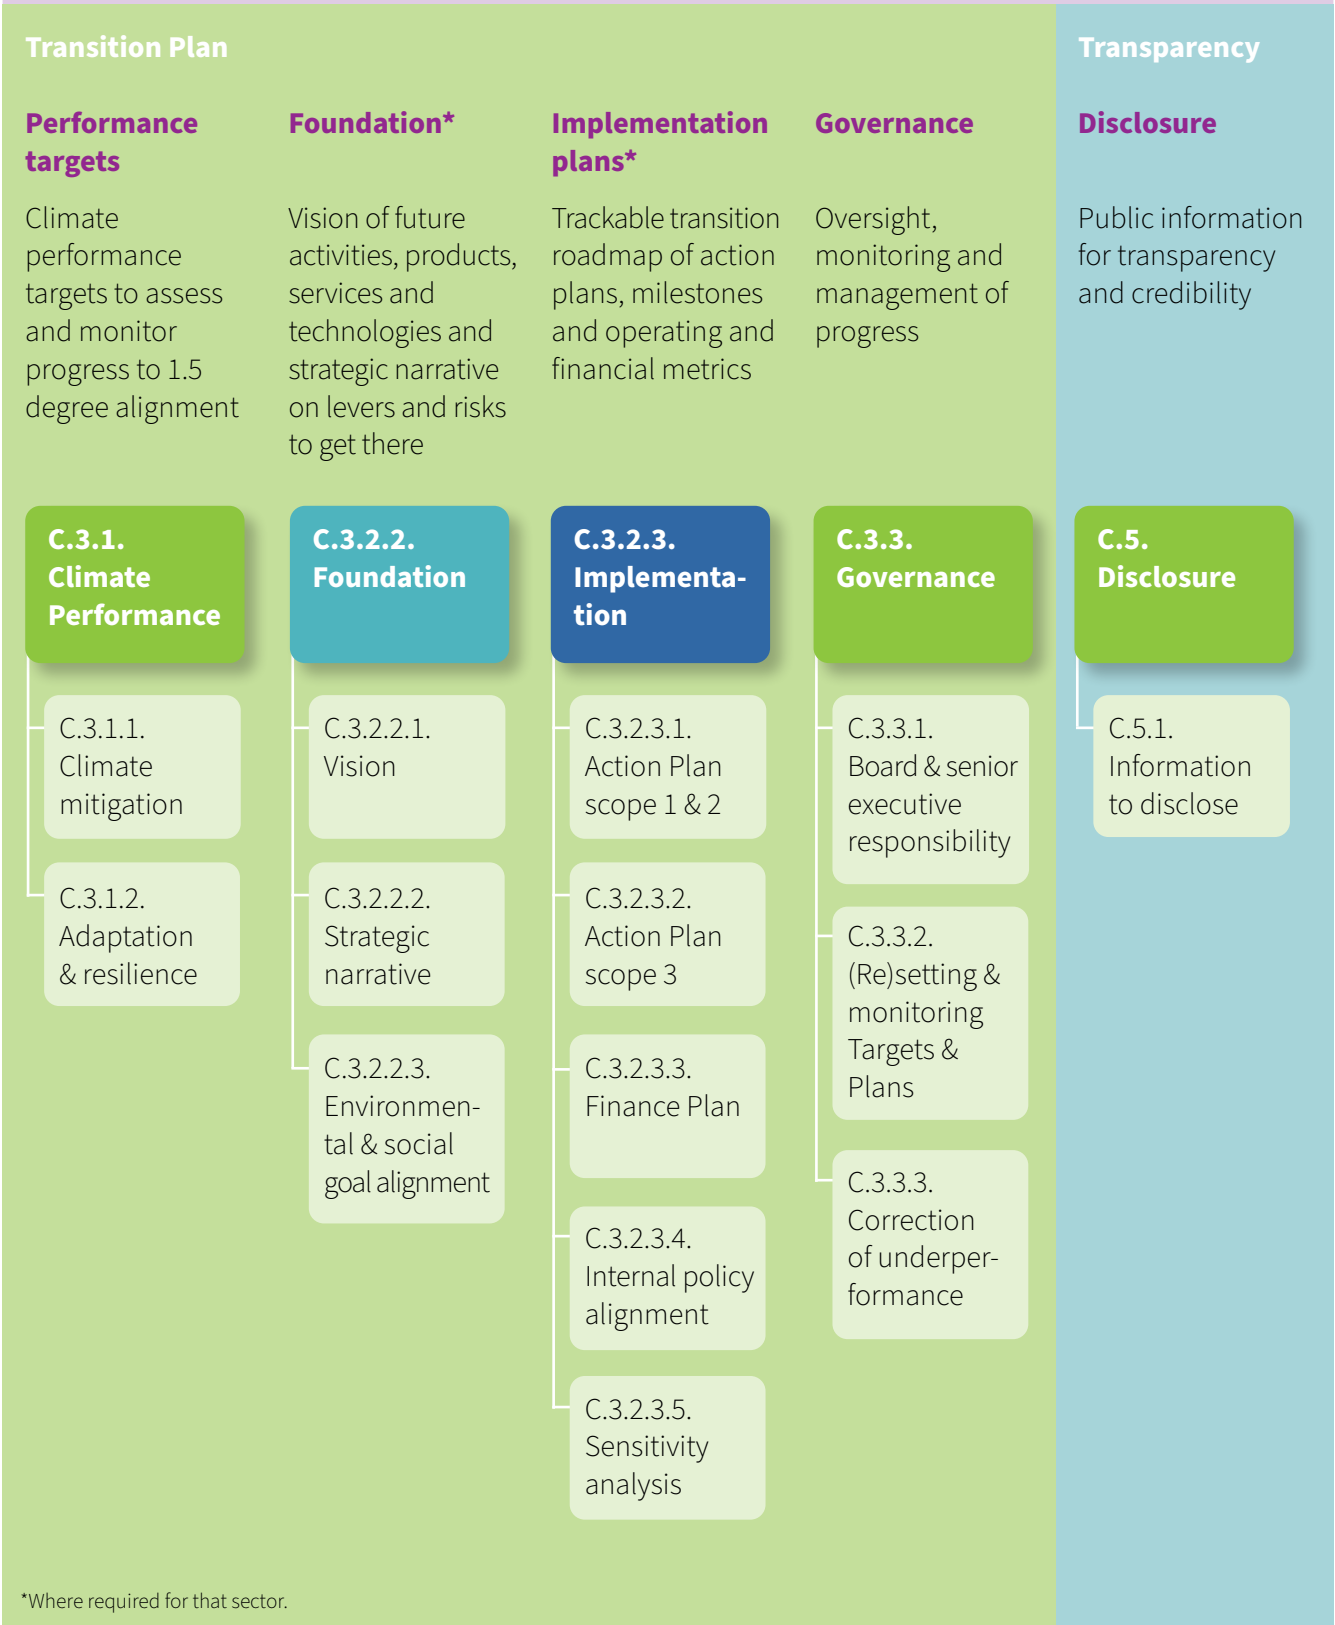 Transition Plan
Transparency
Performance
targets
Climate
performance
targets to assess
and monitor
progress to 1.5
degree alignment
Foundation*
Vision of future
activities, products,
services and
technologies and
strategic narrative
on levers and risks
to get there
Implementation
plans*
Trackable transition
roadmap of action
plans, milestones
and operating and
financial metrics
Governance
Oversight,
monitoring and
management of
progress
Disclosure
Public information
for transparency
and credibility
C.3.1.
Climate
Performance
C.3.1.1.
Climate
mitigation
C.3.1.2.
Adaptation
& resilience
C.3.2.2.
Foundation
C.3.2.2.1.
Vision
C.3.2.2.2.
Strategic
narrative
C.3.2.2.3.
Environmen-
tal & social
goal alignment
C.3.2.3.
Implementa-
tion
C.3.2.3.1.
Action Plan
scope 1 & 2
C.3.2.3.2.
Action Plan
scope 3
C.3.2.3.3.
Finance Plan
C.3.2.3.4.
Internal policy
alignment
C.3.2.3.5.
Sensitivity
analysis
C.3.3.
Governance
C.3.3.1.
Board & senior
executive
responsibility
C.3.3.2.
(Re)setting &
monitoring
Targets &
Plans
C.3.3.3.
Correction
of underper-
formance
C.5.
Disclosure
C.5.1.
Information
to disclose
*Where required for that sector.